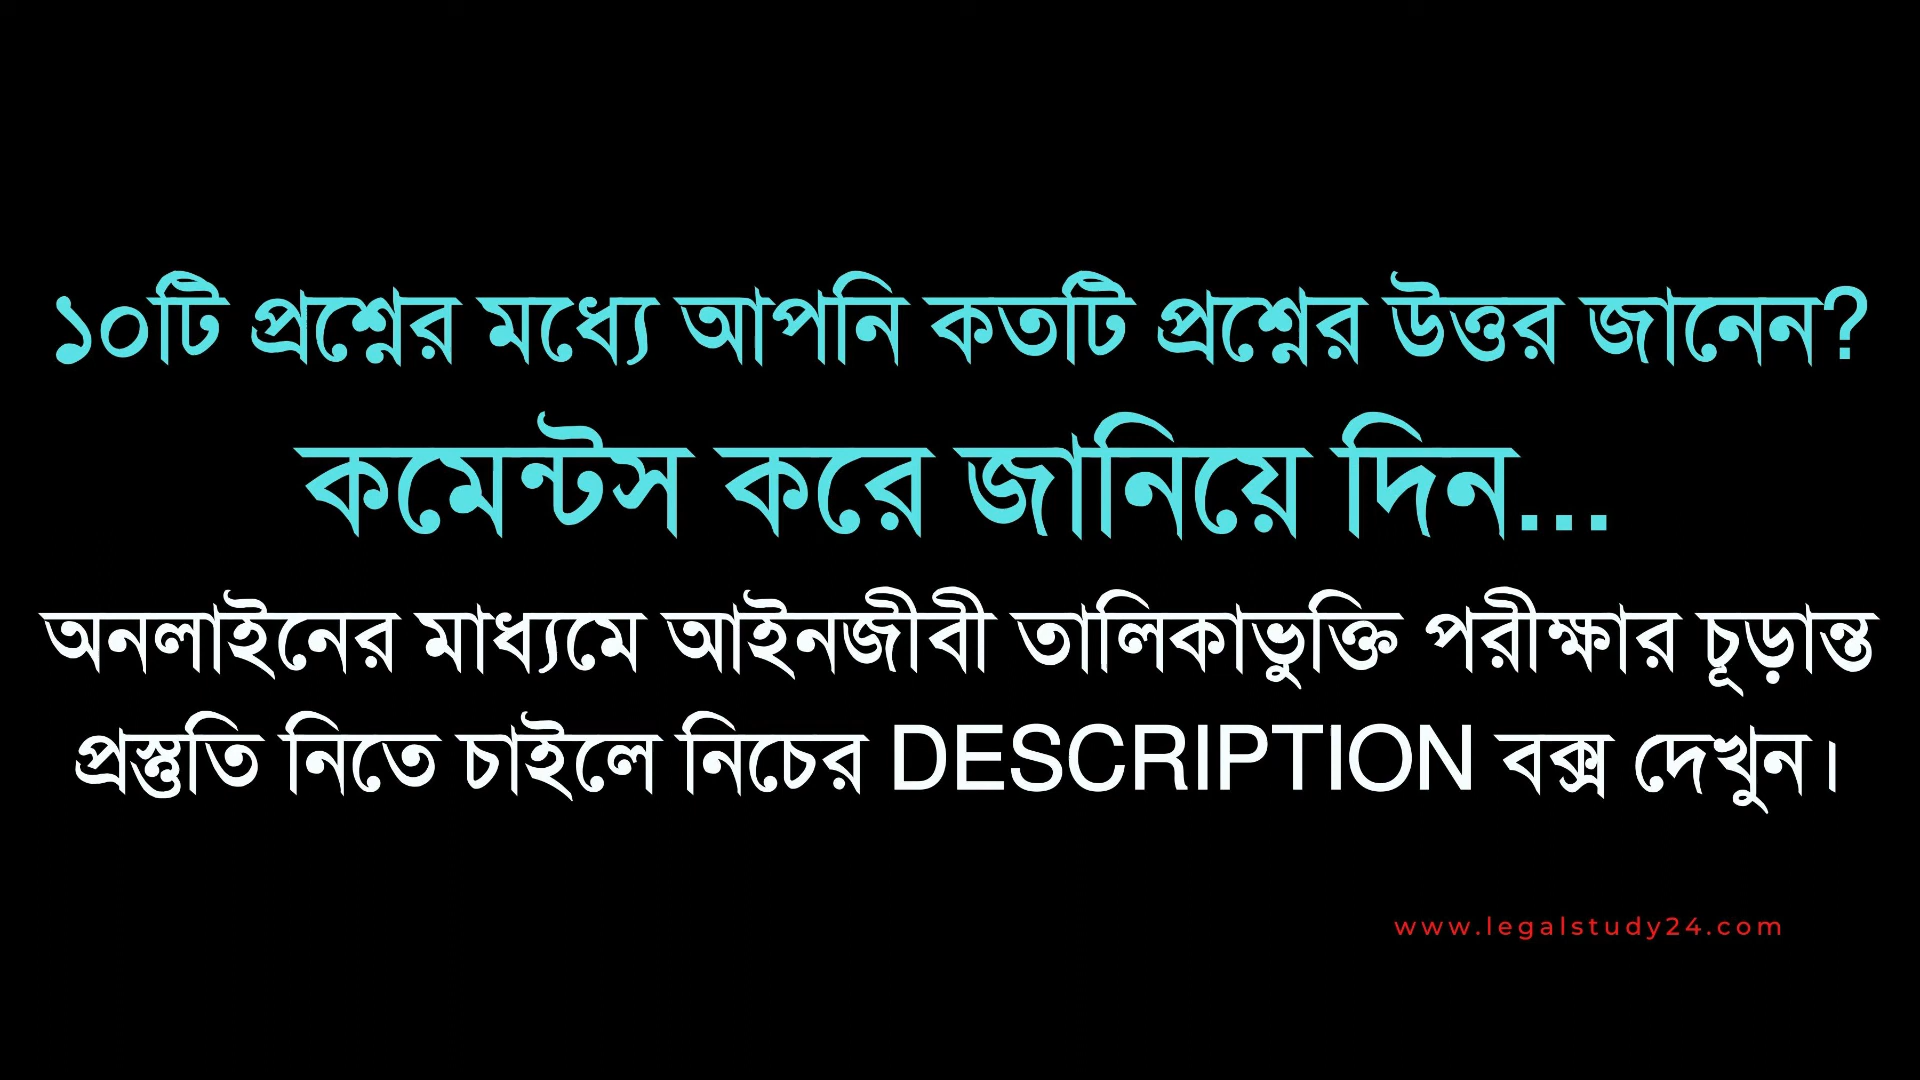 ১০টি প্রশ্নের মধ্যে আপনি কতটি প্রশ্নের উত্তর জানেন?
কমেন্টস করে জানিয়ে দিন...
অনলাইনের মাধ্যমে আইনজীবী তালিকাভুক্তি পরীক্ষার চূড়ান্ত
প্রস্তুতি নিতে চাইলে নিচের DESCRIPTION বক্স দেখুন।
www.legalstudy24.com